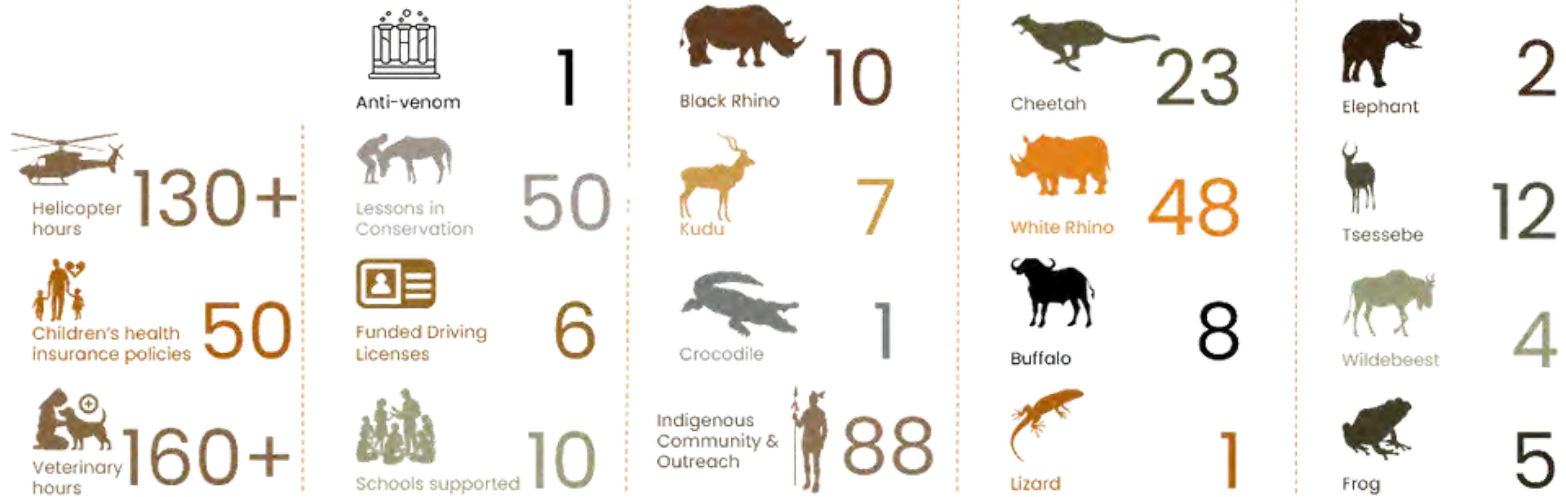 Helicopter
hours
130+
Children's health
insurance policies
50
Veterinary
hours
160+
Anti-venom
1
Lessons in
Conservation
50
Funded Driving
Licenses
6
Schools supported
10
Black Rhino
10
Kudu
7
Crocodile
1
Indigenous
Community &
Outreach
88
Cheetah
23
White Rhino
48
Buffalo
8
Lizard
1
Elephant
2
Tsessebe
12
Wildebeest
4
Frog
5